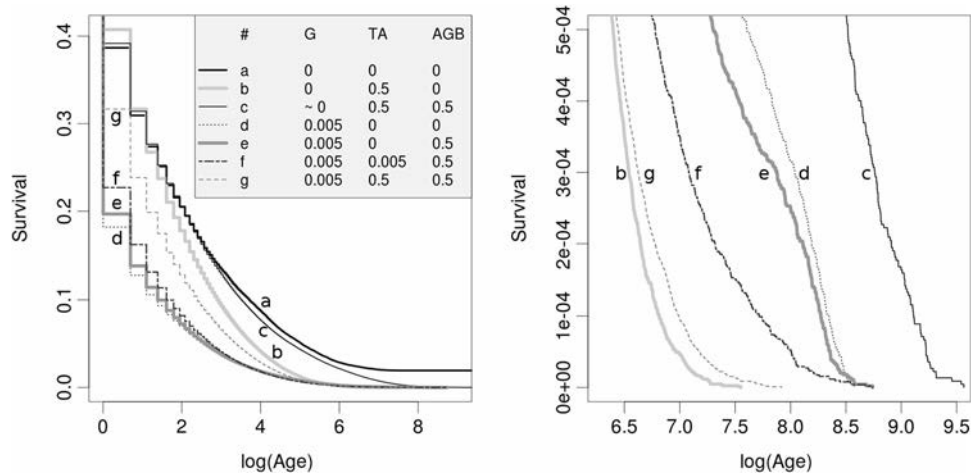 # G TA AGB
a 0 0 0
b 0 0.5 0
c ~ 0 0.5 0.5
d 0.005 0 0
e 0.005 0 0.5
f 0.005 0.005 0.5
g 0.005 0.5 0.5
Survival
0.4
0.3
0.2
0.1
0.0
g
f
e
d
a
c
b
0 2 4 6 8
log(Age)
Survival
5e-04
4e-04
3e-04
2e-04
1e-04
0e+00
b g f e d c
6.5 7.0 7.5 8.0 8.5 9.0 9.5
log(Age)